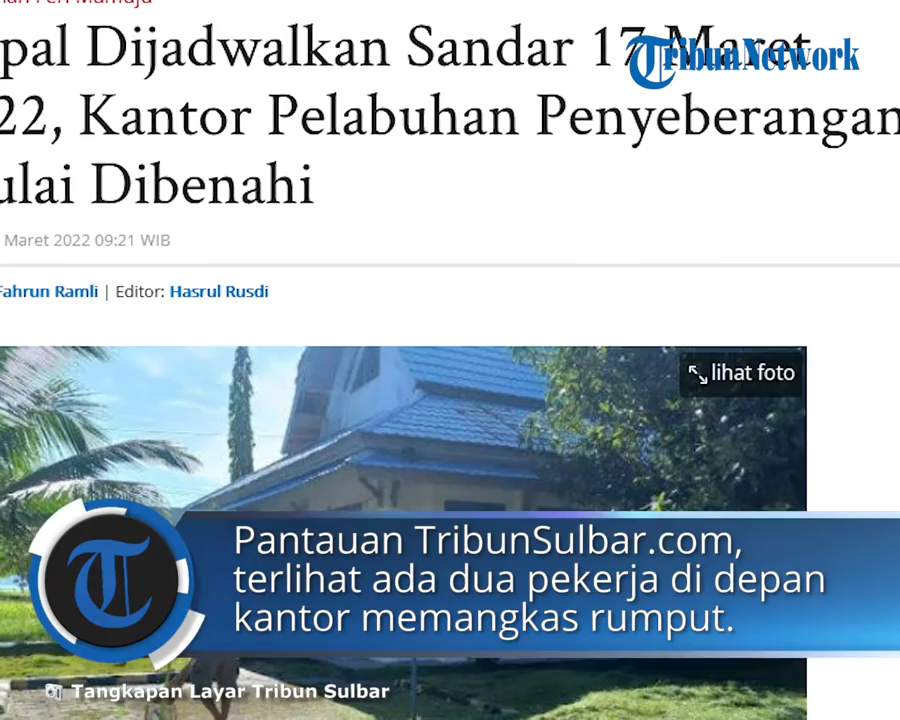 pal Dijadwalkan Sandar 17 Maret
TribunNetwork
22, Kantor Pelabuhan Penyeberangan
ulai Dibenahi
Maret 2022 09:21 WIB
Fahrun Ramli | Editor: Hasrul Rusdi
lihat foto
Pantauan TribunSulbar.com,
terlihat ada dua pekerja di depan
kantor memangkas rumput.
Tangkapan Layar Tribun Sulbar